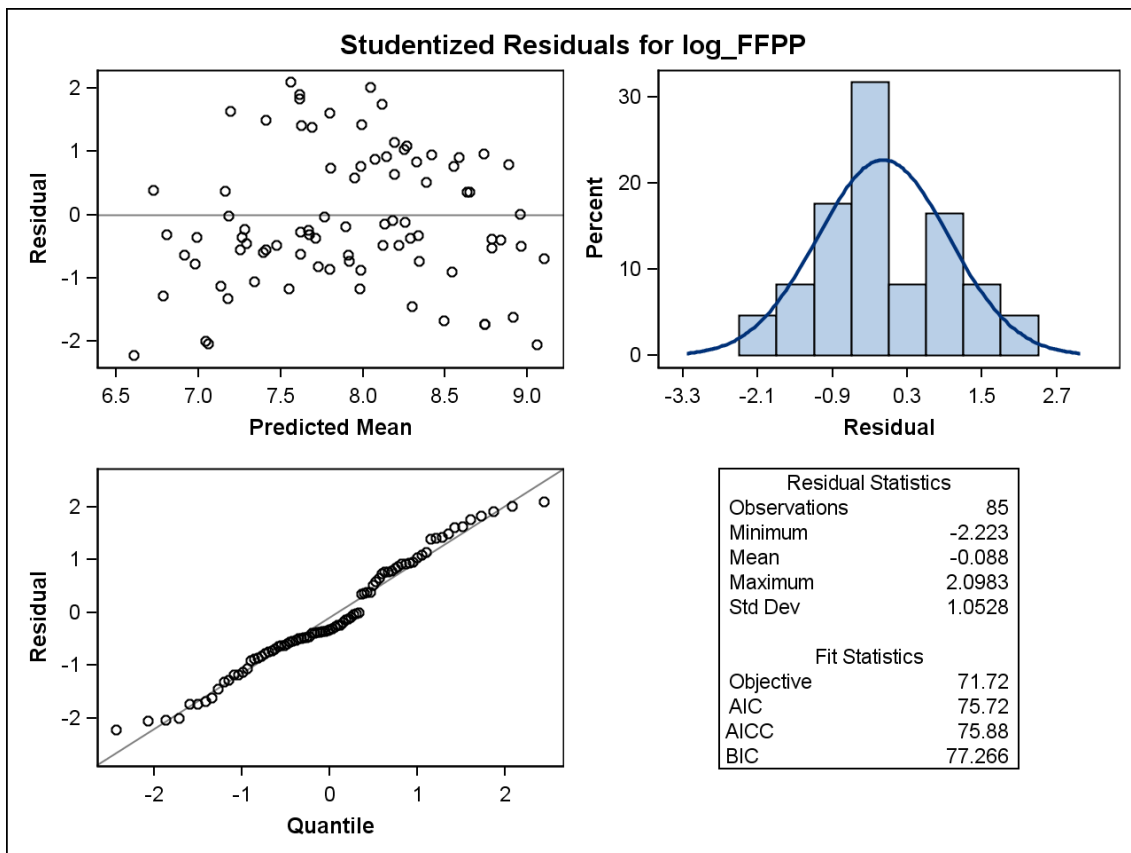 Studentized Residuals for log_FFPP
2
1
0
-1
-2
Residual
6.5 7.0 7.5 8.0 8.5 9.0
Predicted Mean
30
20
10
0
Percent
-3.3 -2.1 -0.9 0.3 1.5 2.7
Residual
2
1
0
-1
-2
Residual
-2 -1 0 1 2
Quantile
Residual Statistics
Observations 85
Minimum -2.223
Mean -0.088
Maximum 2.0983
Std Dev 1.0528
Fit Statistics
Objective 71.72
AIC 75.72
AICC 75.88
BIC 77.266